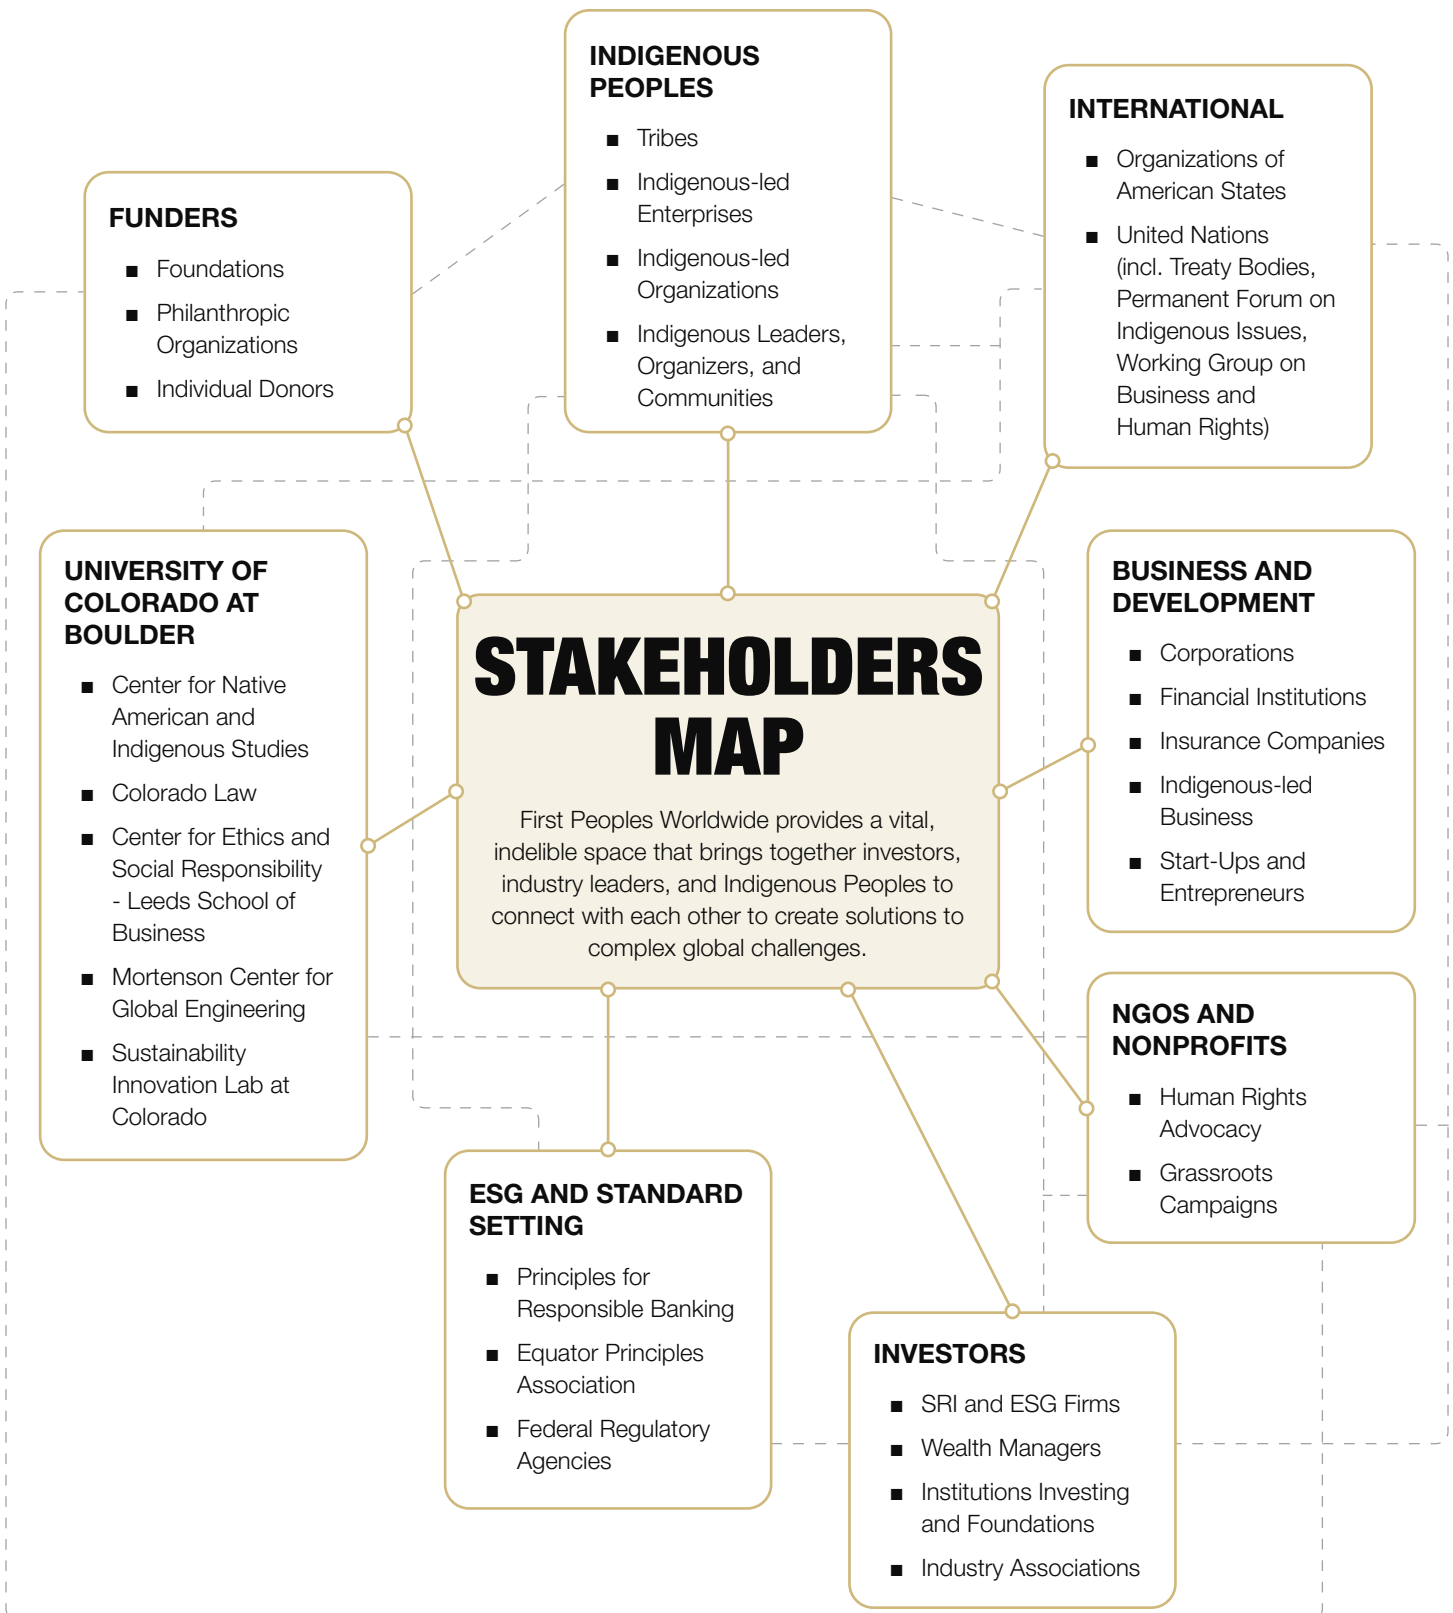 INDIGENOUS
PEOPLES
■ Tribes
■ Indigenous-led
Enterprises
■ Indigenous-led
Organizations
■ Indigenous Leaders,
Organizers, and
Communities
INTERNATIONAL
■ Organizations of
American States
■ United Nations
(incl. Treaty Bodies,
Permanent Forum on
Indigenous Issues,
Working Group on
Business and
Human Rights)
FUNDERS
■ Foundations
■ Philanthropic
Organizations
■ Individual Donors
UNIVERSITY OF
COLORADO AT
BOULDER
■ Center for Native
American and
Indigenous Studies
■ Colorado Law
■ Center for Ethics and
Social Responsibility
- Leeds School of
Business
■ Mortenson Center for
Global Engineering
■ Sustainability
Innovation Lab at
Colorado
STAKEHOLDERS
MAP
First Peoples Worldwide provides a vital,
indelible space that brings together investors,
industry leaders, and Indigenous Peoples to
connect with each other to create solutions to
complex global challenges.
BUSINESS AND
DEVELOPMENT
■ Corporations
■ Financial Institutions
■ Insurance Companies
■ Indigenous-led
Business
■ Start-Ups and
Entrepreneurs
NGOS AND
NONPROFITS
■ Human Rights
Advocacy
■ Grassroots
Campaigns
ESG AND STANDARD
SETTING
■ Principles for
Responsible Banking
■ Equator Principles
Association
■ Federal Regulatory
Agencies
INVESTORS
■ SRI and ESG Firms
■ Wealth Managers
■ Institutions Investing
and Foundations
■ Industry Associations